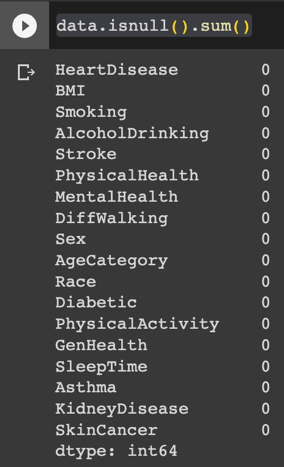 data.isnull().sum()
HeartDisease 0
BMI 0
Smoking 0
AlcoholDrinking 0
Stroke 0
PhysicalHealth 0
MentalHealth 0
DiffWalking 0
Sex 0
AgeCategory 0
Race 0
Diabetic 0
PhysicalActivity 0
GenHealth 0
SleepTime 0
Asthma 0
KidneyDisease 0
SkinCancer 0
dtype: int64